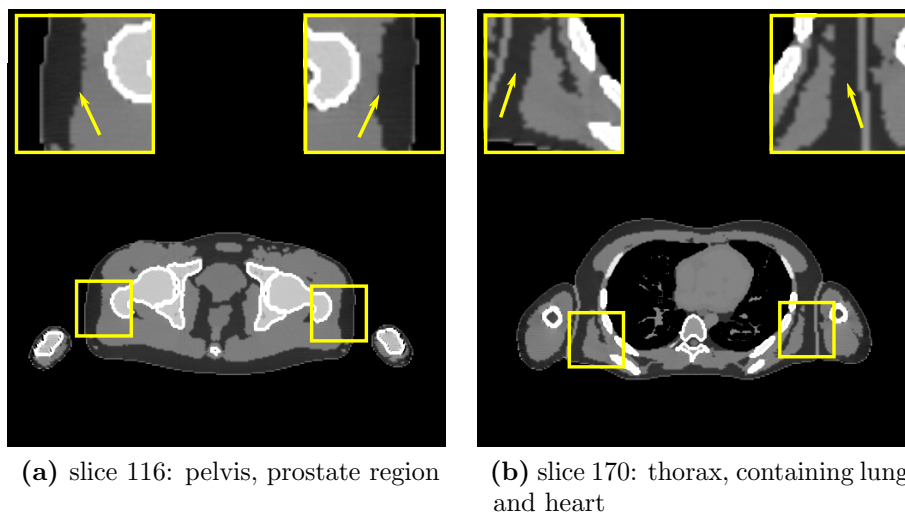 (a) slice 116: pelvis, prostate region
(b) slice 170: thorax, containing lung
and heart